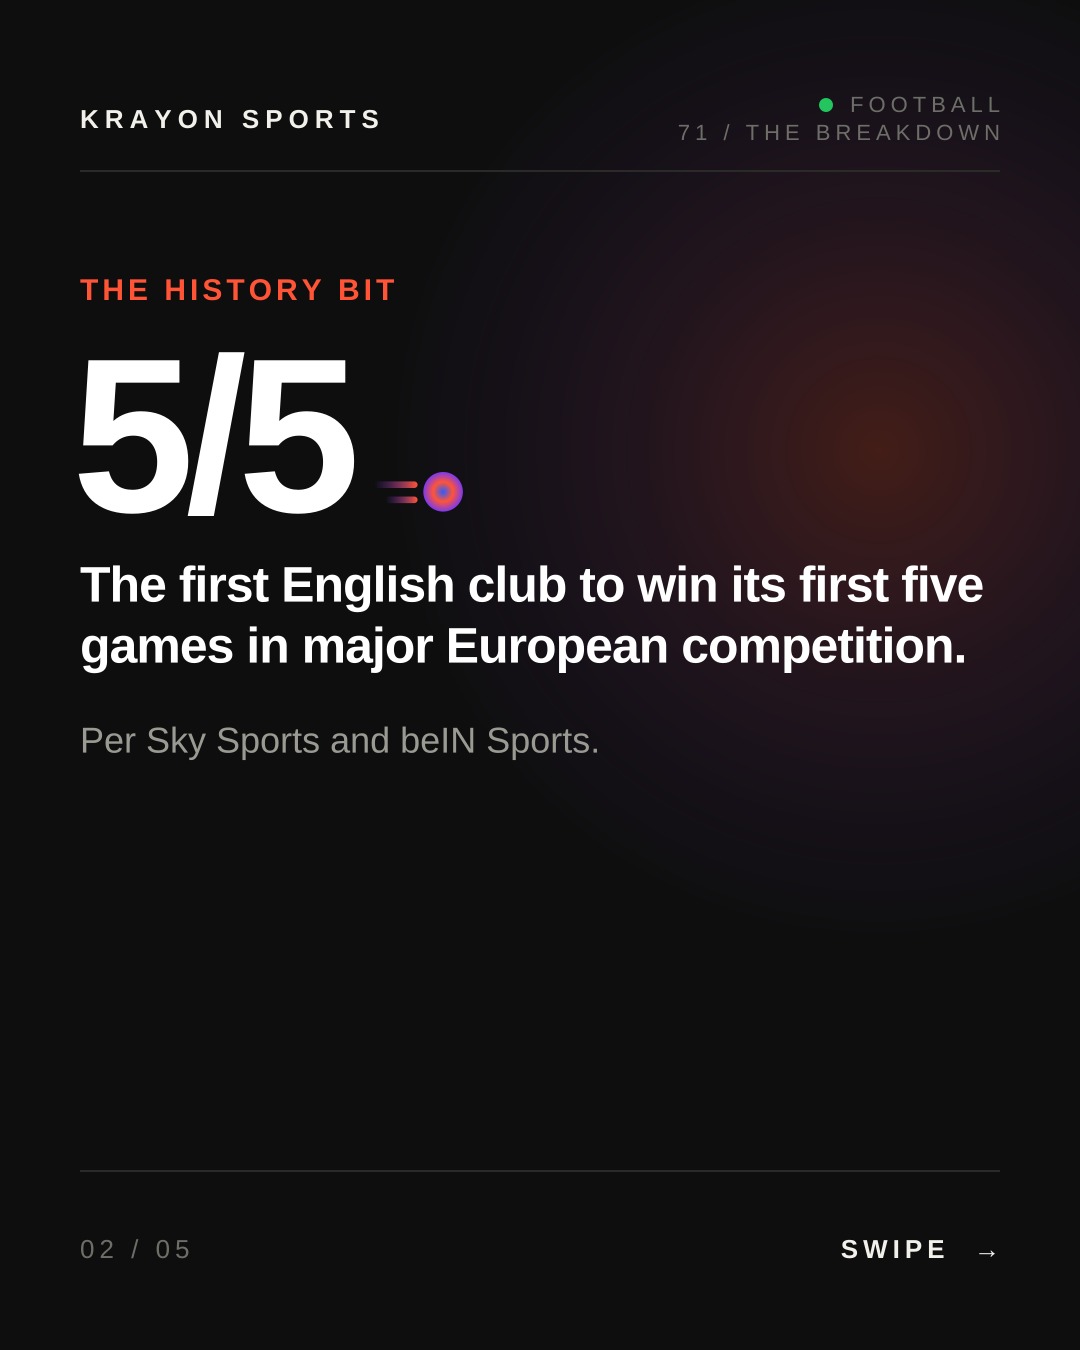 KRAYON SPORTS
FOOTBALL
71 / THE BREAKDOWN
THE HISTORY BIT
5/5
The first English club to win its first five
games in major European competition.
Per Sky Sports and beIN Sports.
02 / 05
SWIPE →